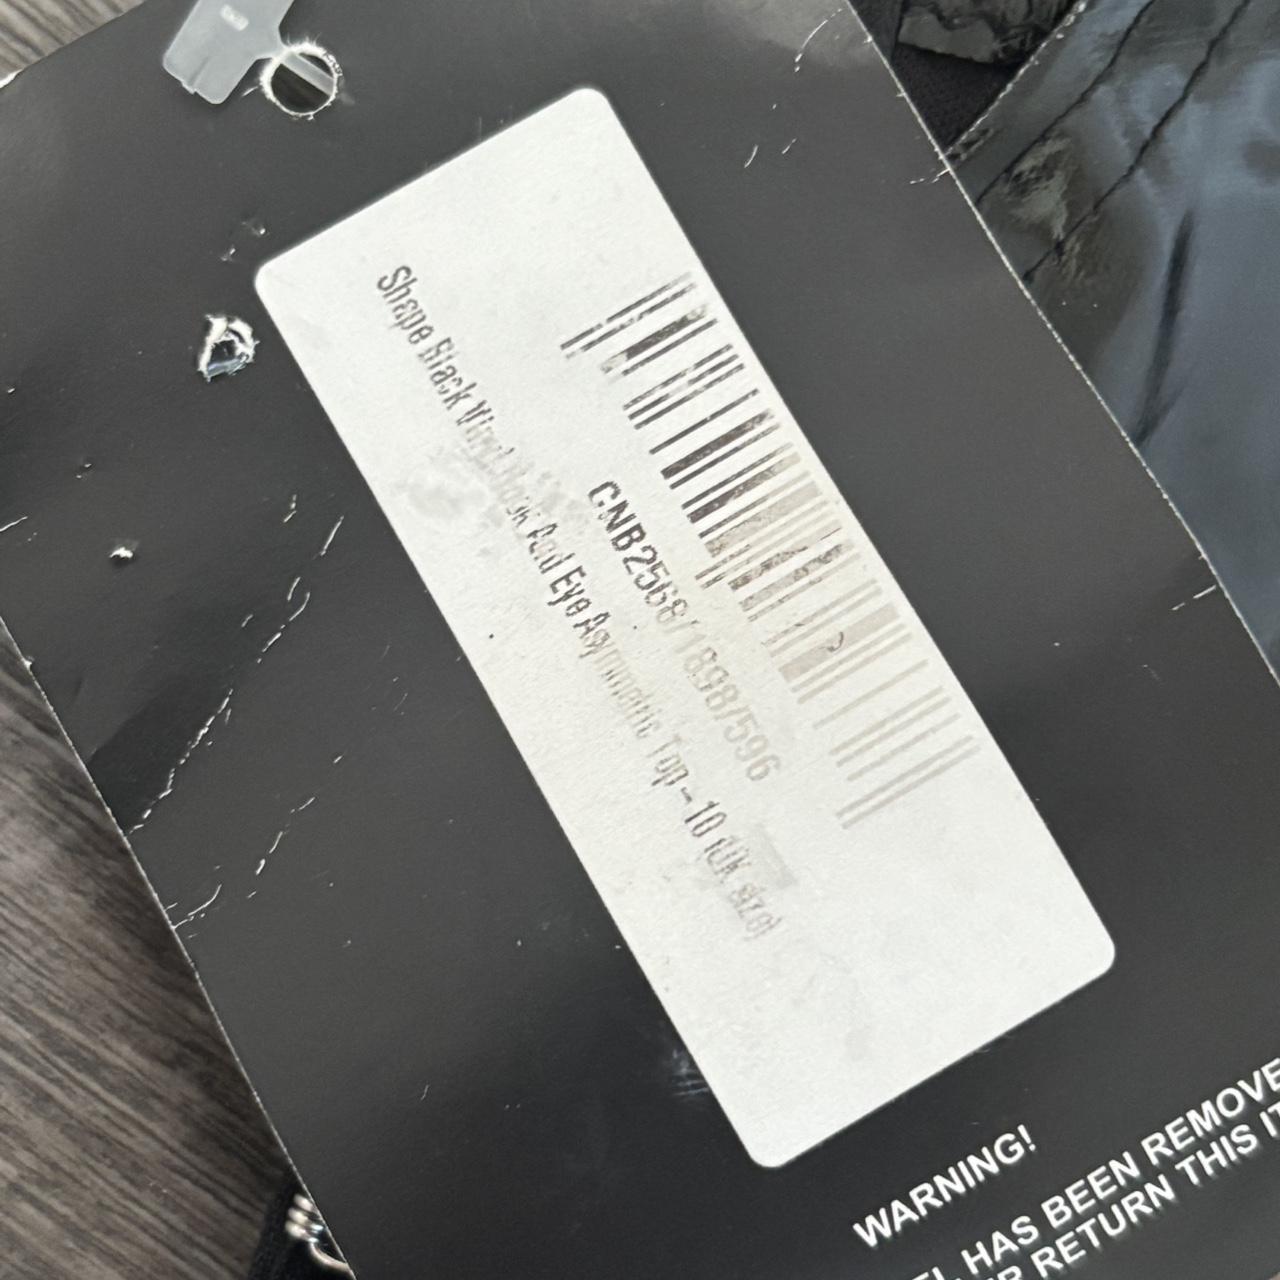 CNB2568/1898/596
Shape Black Vinyl Hook And Eye Asymmetric Top - 10 (UK size)
WARNING!
HAS BEEN REMOVE
RETURN THIS